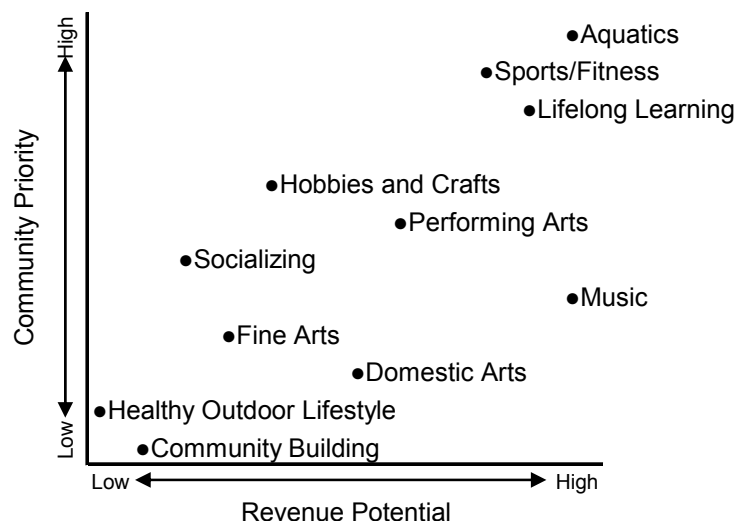 High
Aquatics
Sports/Fitness
Lifelong Learning
Hobbies and Crafts
Performing Arts
Community Priority
Socializing
Music
Fine Arts
Domestic Arts
Healthy Outdoor Lifestyle
Low
Community Building
Low
High
Revenue Potential